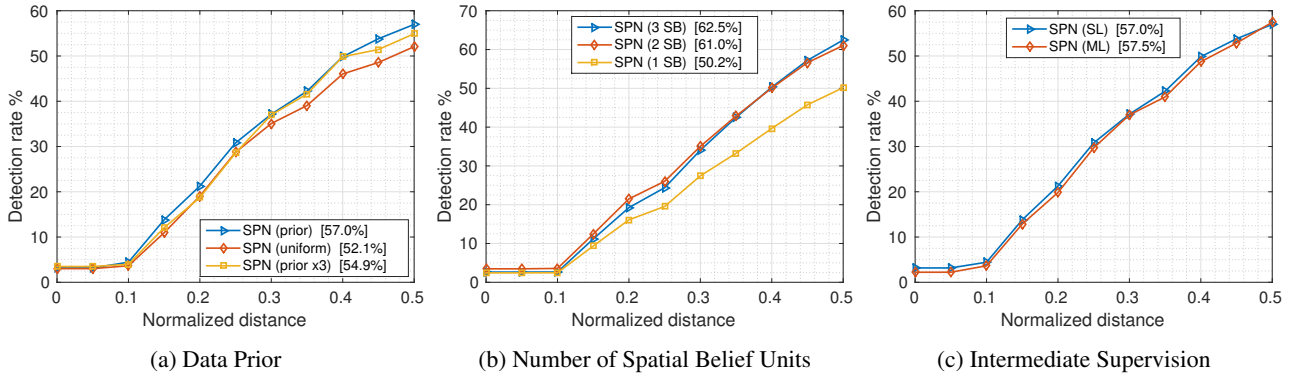 Detection rate %
60
50
40
30
20
10
0
SPN (prior) [57.0%]
SPN (uniform) [52.1%]
SPN (prior x3) [54.9%]
0 0.1 0.2 0.3 0.4 0.5
Normalized distance
(a) Data Prior
Detection rate %
70
60
50
40
30
20
10
0
SPN (3 SB) [62.5%]
SPN (2 SB) [61.0%]
SPN (1 SB) [50.2%]
0 0.1 0.2 0.3 0.4 0.5
Normalized distance
(b) Number of Spatial Belief Units
Detection rate %
60
50
40
30
20
10
0
SPN (SL) [57.0%]
SPN (ML) [57.5%]
0 0.1 0.2 0.3 0.4 0.5
Normalized distance
(c) Intermediate Supervision